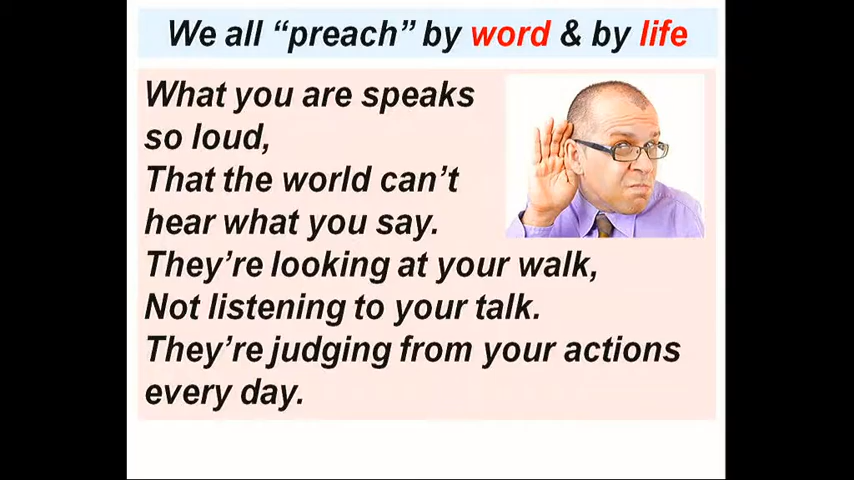 We all “preach” by word & by life
What you are speaks
so loud,
That the world can’t
hear what you say.
They’re looking at your walk,
Not listening to your talk.
They’re judging from your actions
every day.